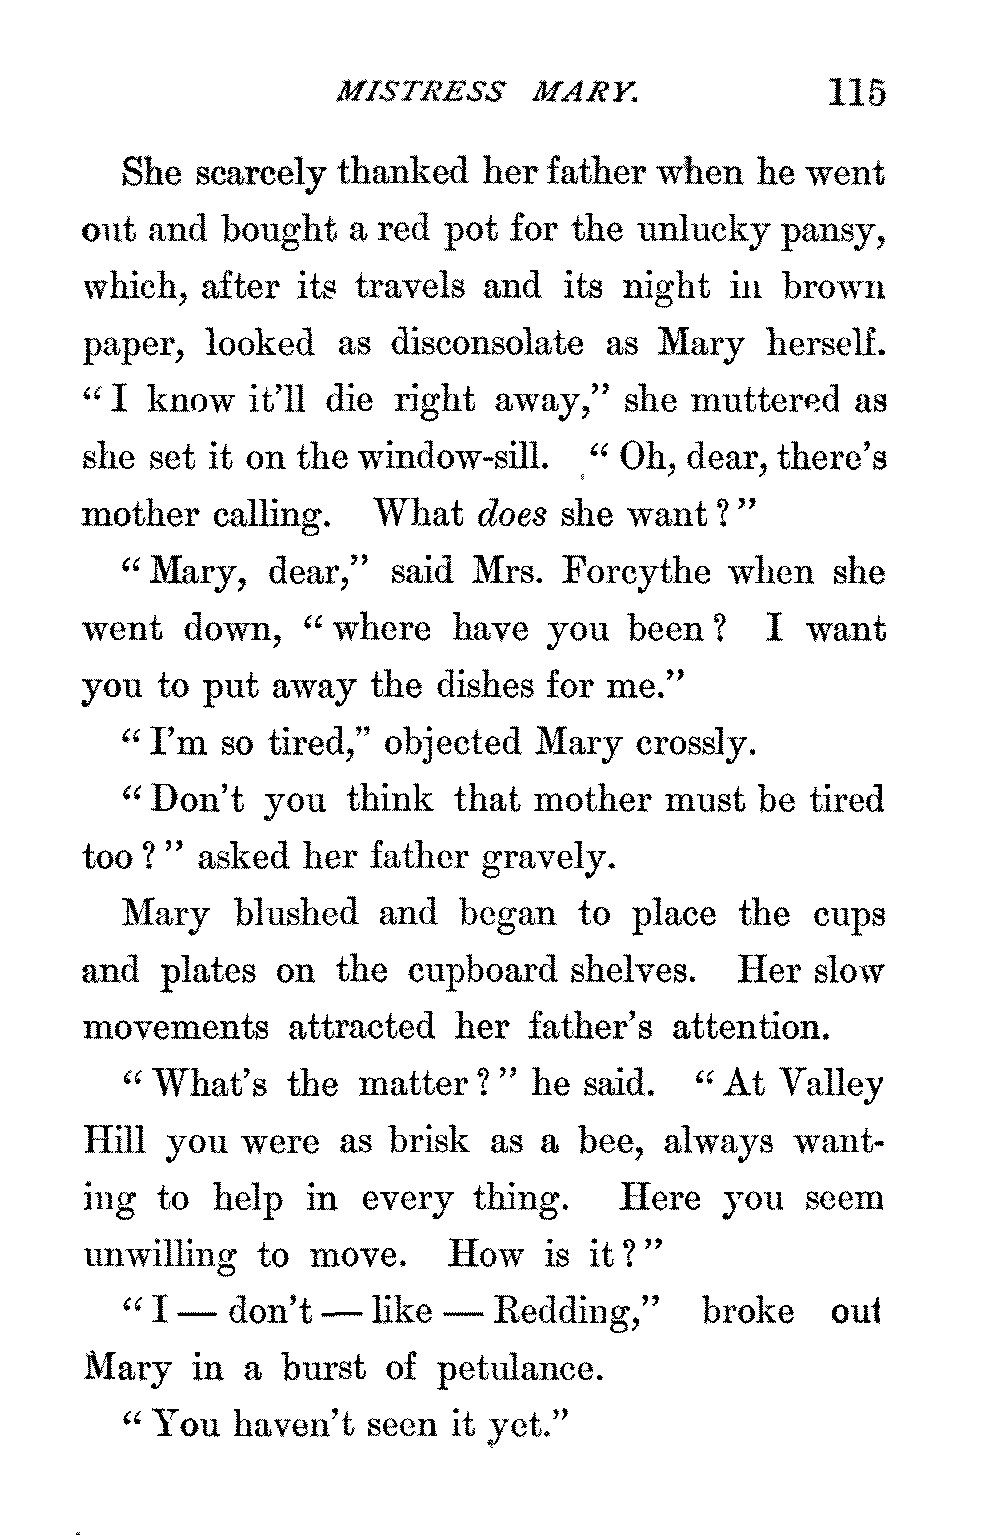 MISTRESS MARY. 115
She scarcely thanked her father when he went
out and bought a red pot for the unlucky pansy,
which, after its travels and its night in brown
paper, looked as disconsolate as Mary herself.
“I know it’ll die right away,” she muttered as
she set it on the window-sill. “Oh, dear, there’s
mother calling. What does she want?”
“Mary, dear,” said Mrs. Forcythe when she
went down, “where have you been? I want
you to put away the dishes for me.”
“I’m so tired,” objected Mary crossly.
“Don’t you think that mother must be tired
too?” asked her father gravely.
Mary blushed and began to place the cups
and plates on the cupboard shelves. Her slow
movements attracted her father’s attention.
“What’s the matter?” he said. “At Valley
Hill you were as brisk as a bee, always want-
ing to help in every thing. Here you seem
unwilling to move. How is it?”
“I — don’t — like — Redding,” broke out
Mary in a burst of petulance.
“You haven’t seen it yet.”